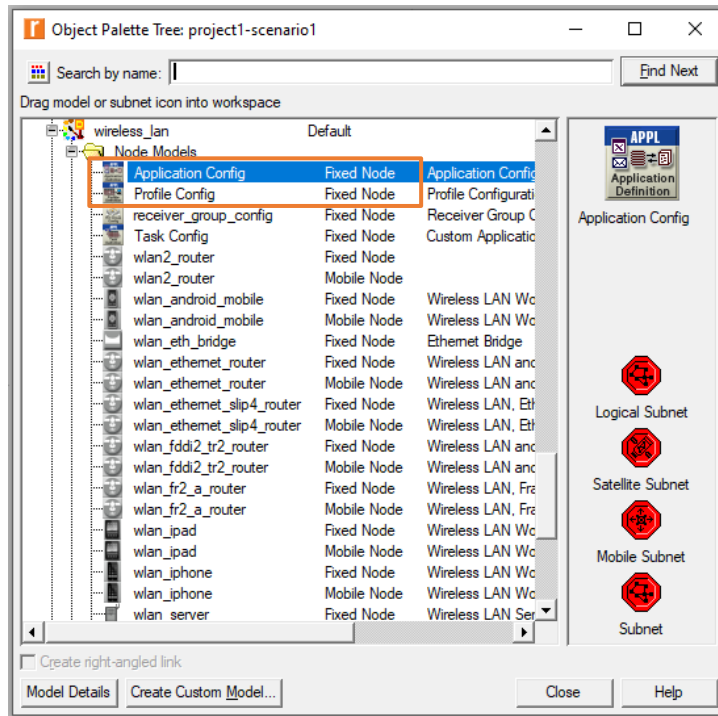 Object Palette Tree: project1-scenario1
Search by name: Find Next
Drag model or subnet icon into workspace
wireless_lan Default
Node Models
Application Config Fixed Node Application Config
Profile Config Fixed Node Profile Configurati
receiver_group_config Fixed Node Receiver Group C
Task Config Fixed Node Custom Applicatic
wlan2_router Fixed Node
wlan2_router Mobile Node
wlan_android_mobile Fixed Node Wireless LAN Wo
wlan_android_mobile Mobile Node Wireless LAN Wo
wlan_eth_bridge Fixed Node Ethernet Bridge
wlan_ethernet_router Fixed Node Wireless LAN and
wlan_ethernet_router Mobile Node Wireless LAN and
wlan_ethernet_slip4_router Fixed Node Wireless LAN, Eth
wlan_ethernet_slip4_router Mobile Node Wireless LAN, Eth
wlan_fddi2_tr2_router Fixed Node Wireless LAN and
wlan_fddi2_tr2_router Mobile Node Wireless LAN and
wlan_fr2_a_router Fixed Node Wireless LAN, Fra
wlan_fr2_a_router Mobile Node Wireless LAN, Fra
wlan_ipad Fixed Node Wireless LAN Wo
wlan_ipad Mobile Node Wireless LAN Wo
wlan_iphone Fixed Node Wireless LAN Wo
wlan_iphone Mobile Node Wireless LAN Wo
wlan_server Fixed Node Wireless LAN Ser
APPL
Application
Definition
Application Config
Logical Subnet
Satellite Subnet
Mobile Subnet
Subnet
Create right-angled link
Model Details Create Custom Model... Close Help